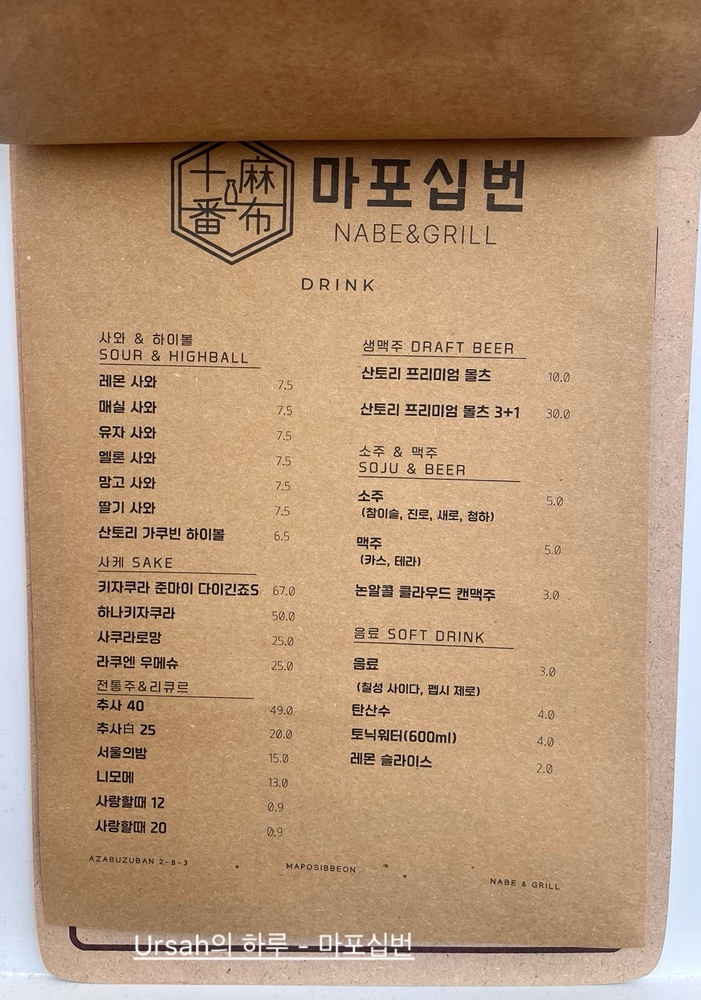 十 麻
番 布
마포십번
NABE&GRILL
DRINK
사와 & 하이볼
SOUR & HIGHBALL
레몬 사와 7.5
매실 사와 7.5
유자 사와 7.5
멜론 사와 7.5
망고 사와 7.5
딸기 사와 7.5
산토리 가쿠빈 하이볼 6.5
사케 SAKE
키자쿠라 준마이 다이긴죠S 67.0
하나키자쿠라 50.0
사쿠라로망 25.0
라쿠엔 우메슈 25.0
전통주&리큐르
추사 40 49.0
추사白 25 20.0
서울의밤 15.0
니모메 13.0
사랑할때 12 0.9
사랑할때 20 0.9
생맥주 DRAFT BEER
산토리 프리미엄 몰츠 10.0
산토리 프리미엄 몰츠 3+1 30.0
소주 & 맥주
SOJU & BEER
소주 5.0
(참이슬, 진로, 새로, 청하)
맥주 5.0
(카스, 테라)
논알콜 클라우드 캔맥주 3.0
음료 SOFT DRINK
음료 3.0
(칠성 사이다, 펩시 제로)
탄산수 4.0
토닉워터(600ml) 4.0
레몬 슬라이스 2.0
AZABUZUBAN 2-8-3
MAPOSIBBEON
NABE & GRILL
Ursah의 하루 - 마포십번